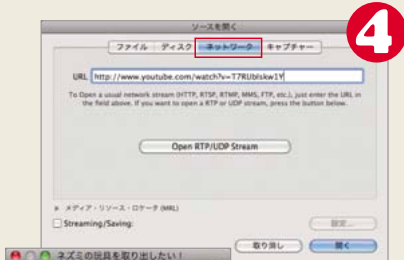 4
ソースを開く
ファイル ディスク ネットワーク キャプチャー
URL http://www.youtube.com/watch?v=T7RUblskw1Y
To Open a usual network stream (HTTP, RTSP, RTMP, MMS, FTP, etc.), just enter the URL in
the field above. If you want to open a RTP or UDP stream, press the button below.
Open RTP/UDP Stream
メディア・リソース・ロケータ (MRL)
Streaming/Saving:
設定...
取り消し 開く
ネズミの玩具を取り出したい！